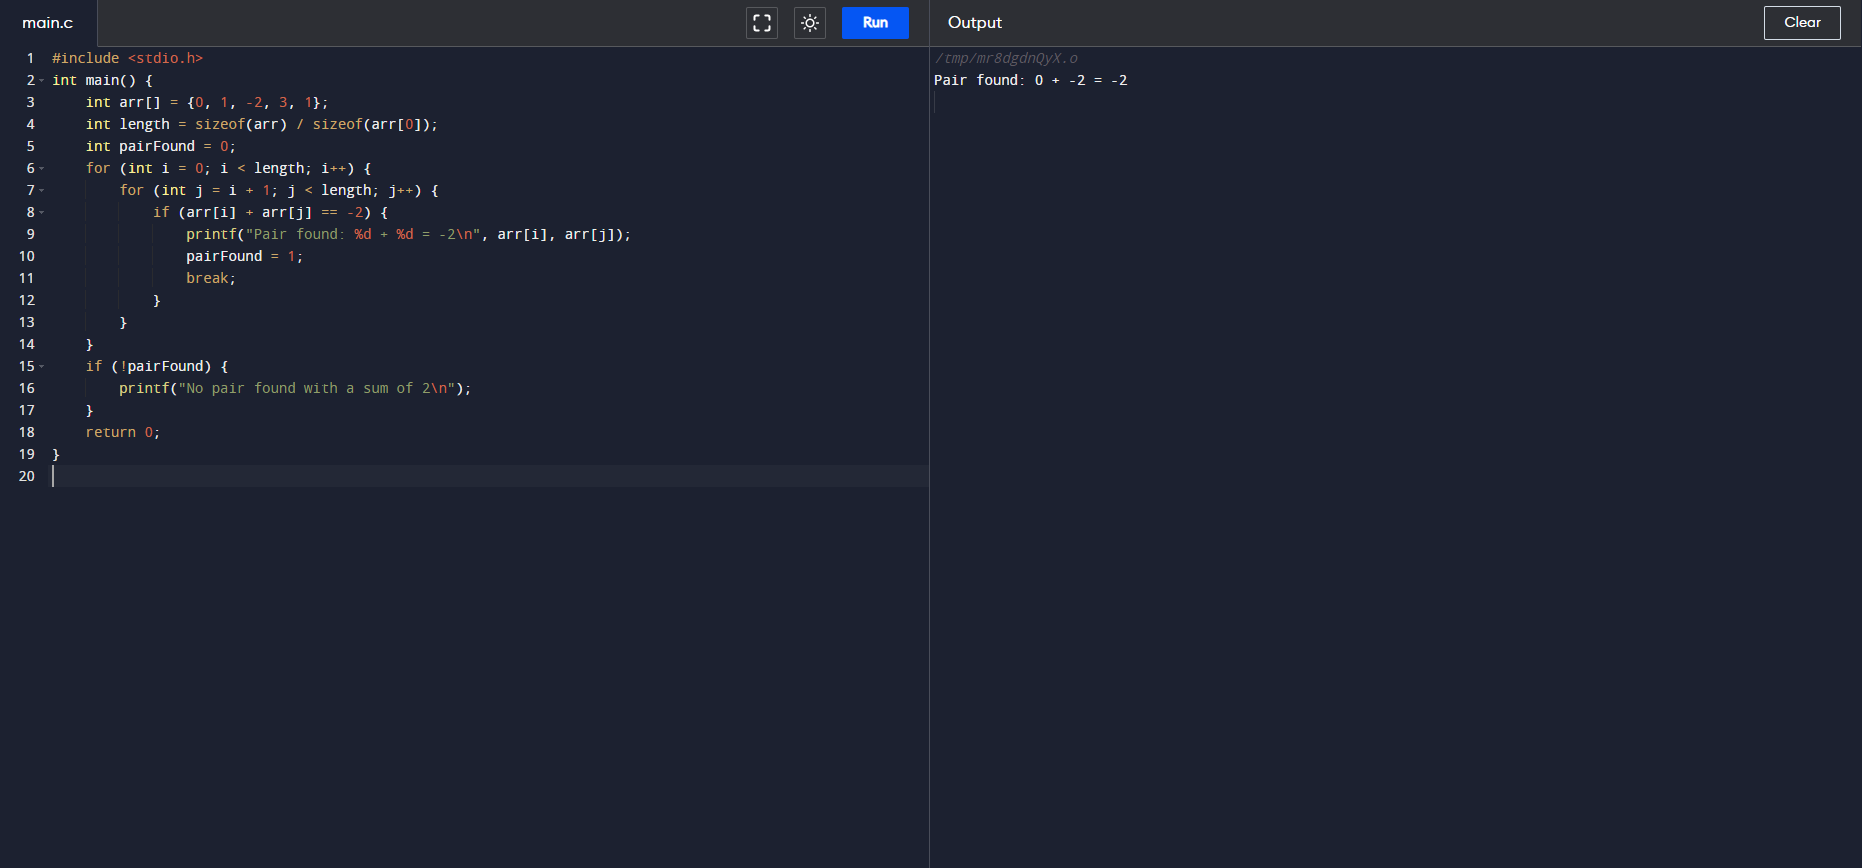 main.c
Run
Output
Clear
1 #include <stdio.h>
2 int main() {
3     int arr[] = {0, 1, -2, 3, 1};
4     int length = sizeof(arr) / sizeof(arr[0]);
5     int pairFound = 0;
6     for (int i = 0; i < length; i++) {
7         for (int j = i + 1; j < length; j++) {
8             if (arr[i] + arr[j] == -2) {
9                 printf("Pair found: %d + %d = -2\n", arr[i], arr[j]);
10                 pairFound = 1;
11                 break;
12             }
13         }
14     }
15     if (!pairFound) {
16         printf("No pair found with a sum of 2\n");
17     }
18     return 0;
19 }
20
/tmp/mr8dgdnQyX.o
Pair found: 0 + -2 = -2